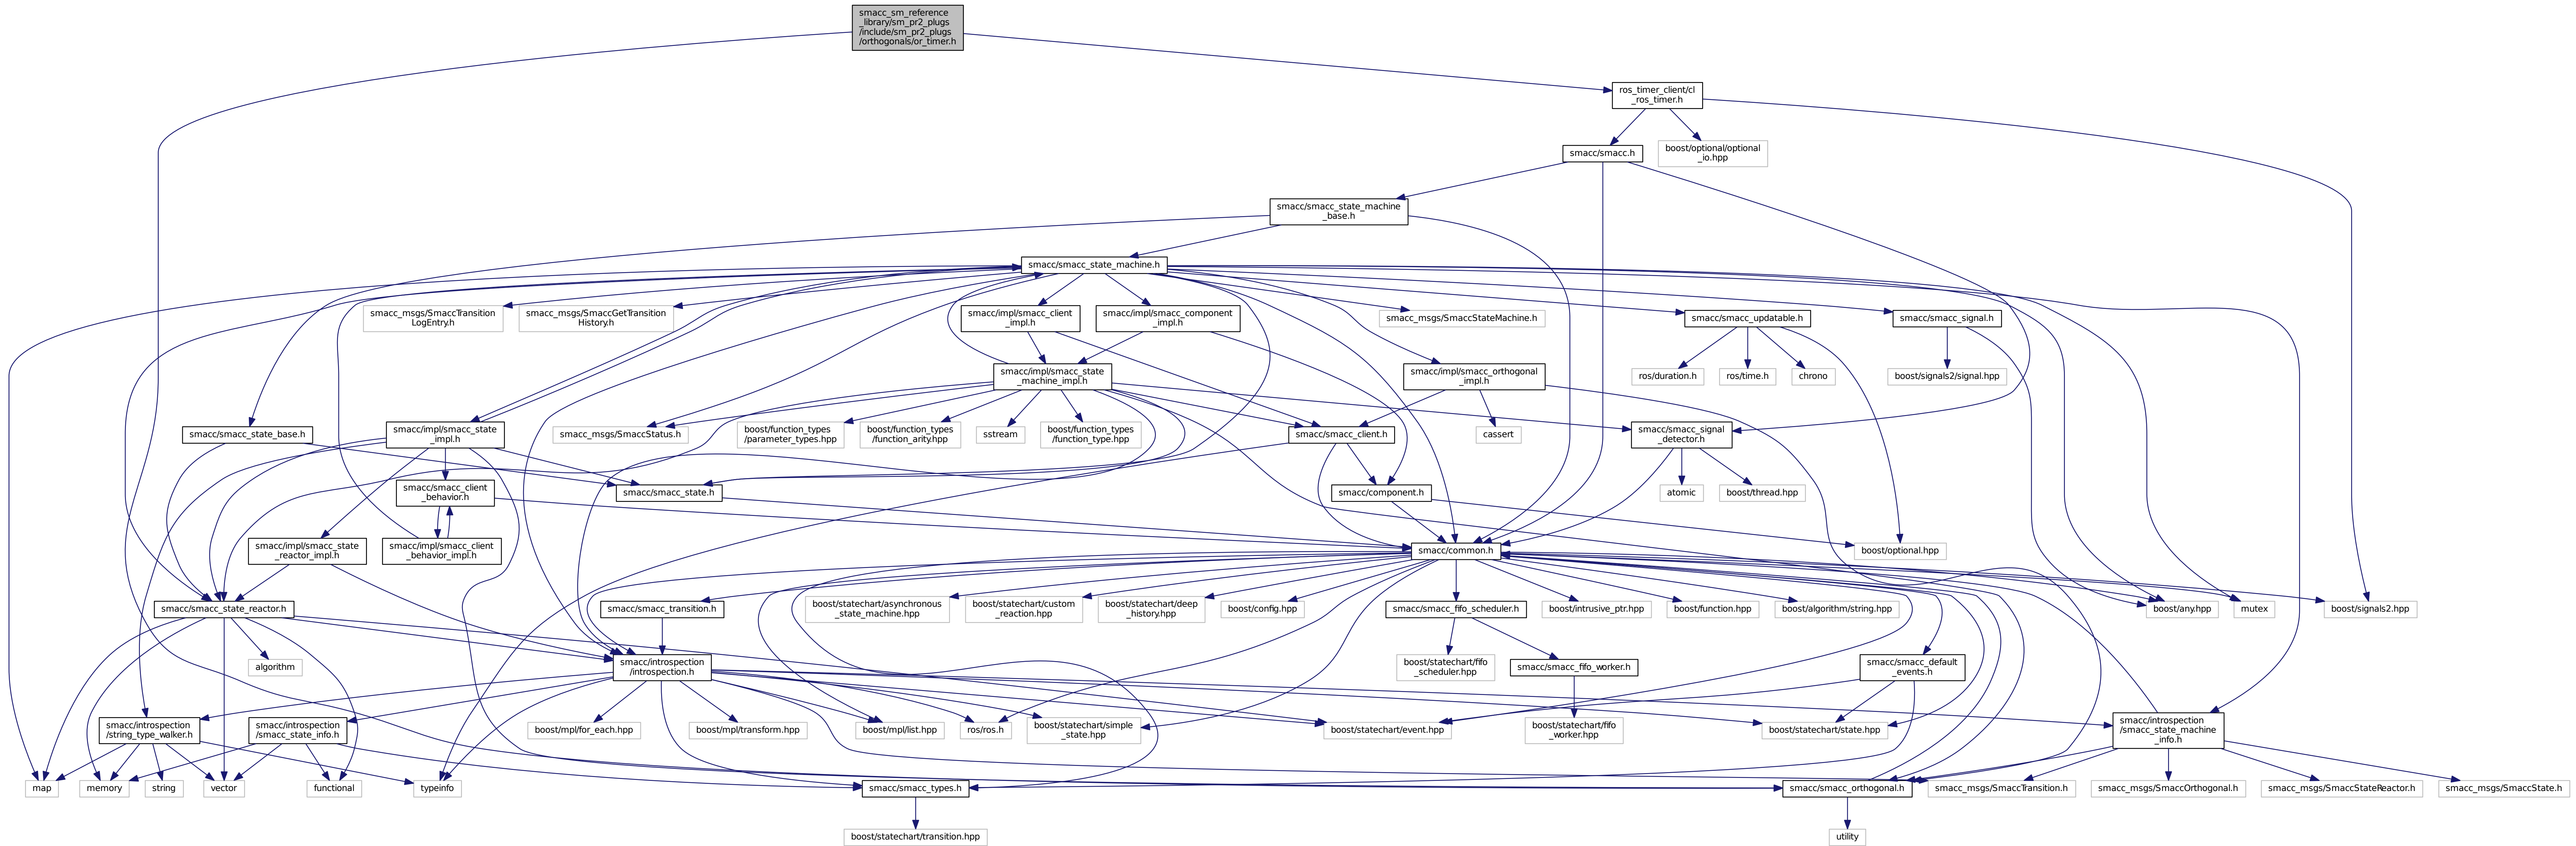 smacc_sm_reference
_library/sm_pr2_plugs
/include/sm_pr2_plugs
/orthogonals/or_timer.h
ros_timer_client/cl
_ros_timer.h
smacc/smacc.h
boost/optional/optional
_io.hpp
smacc/smacc_state_machine
_base.h
smacc/smacc_state_machine.h
smacc_msgs/SmaccTransition
LogEntry.h
smacc_msgs/SmaccGetTransition
History.h
smacc/impl/smacc_client
_impl.h
smacc/impl/smacc_component
_impl.h
smacc_msgs/SmaccStateMachine.h
smacc/smacc_updatable.h
smacc/smacc_signal.h
smacc/impl/smacc_state
_machine_impl.h
smacc/impl/smacc_orthogonal
_impl.h
ros/duration.h
ros/time.h
chrono
boost/signals2/signal.hpp
smacc/smacc_state_base.h
smacc/impl/smacc_state
_impl.h
smacc_msgs/SmaccStatus.h
boost/function_types
/parameter_types.hpp
boost/function_types
/function_arity.hpp
sstream
boost/function_types
/function_type.hpp
smacc/smacc_client.h
cassert
smacc/smacc_signal
_detector.h
smacc/smacc_client
_behavior.h
smacc/smacc_state.h
smacc/component.h
atomic
boost/thread.hpp
smacc/impl/smacc_state
_reactor_impl.h
smacc/impl/smacc_client
_behavior_impl.h
smacc/common.h
boost/optional.hpp
smacc/smacc_state_reactor.h
smacc/smacc_transition.h
boost/statechart/asynchronous
_state_machine.hpp
boost/statechart/custom
_reaction.hpp
boost/statechart/deep
_history.hpp
boost/config.hpp
smacc/smacc_fifo_scheduler.h
boost/intrusive_ptr.hpp
boost/function.hpp
boost/algorithm/string.hpp
boost/any.hpp
mutex
boost/signals2.hpp
algorithm
smacc/introspection
/introspection.h
boost/statechart/fifo
_scheduler.hpp
smacc/smacc_fifo_worker.h
smacc/smacc_default
_events.h
smacc/introspection
/string_type_walker.h
smacc/introspection
/smacc_state_info.h
boost/mpl/for_each.hpp
boost/mpl/transform.hpp
boost/mpl/list.hpp
ros/ros.h
boost/statechart/simple
_state.hpp
boost/statechart/event.hpp
boost/statechart/fifo
_worker.hpp
boost/statechart/state.hpp
smacc/introspection
/smacc_state_machine
_info.h
map
memory
string
vector
functional
typeinfo
smacc/smacc_types.h
smacc/smacc_orthogonal.h
smacc_msgs/SmaccTransition.h
smacc_msgs/SmaccOrthogonal.h
smacc_msgs/SmaccStateReactor.h
smacc_msgs/SmaccState.h
boost/statechart/transition.hpp
utility